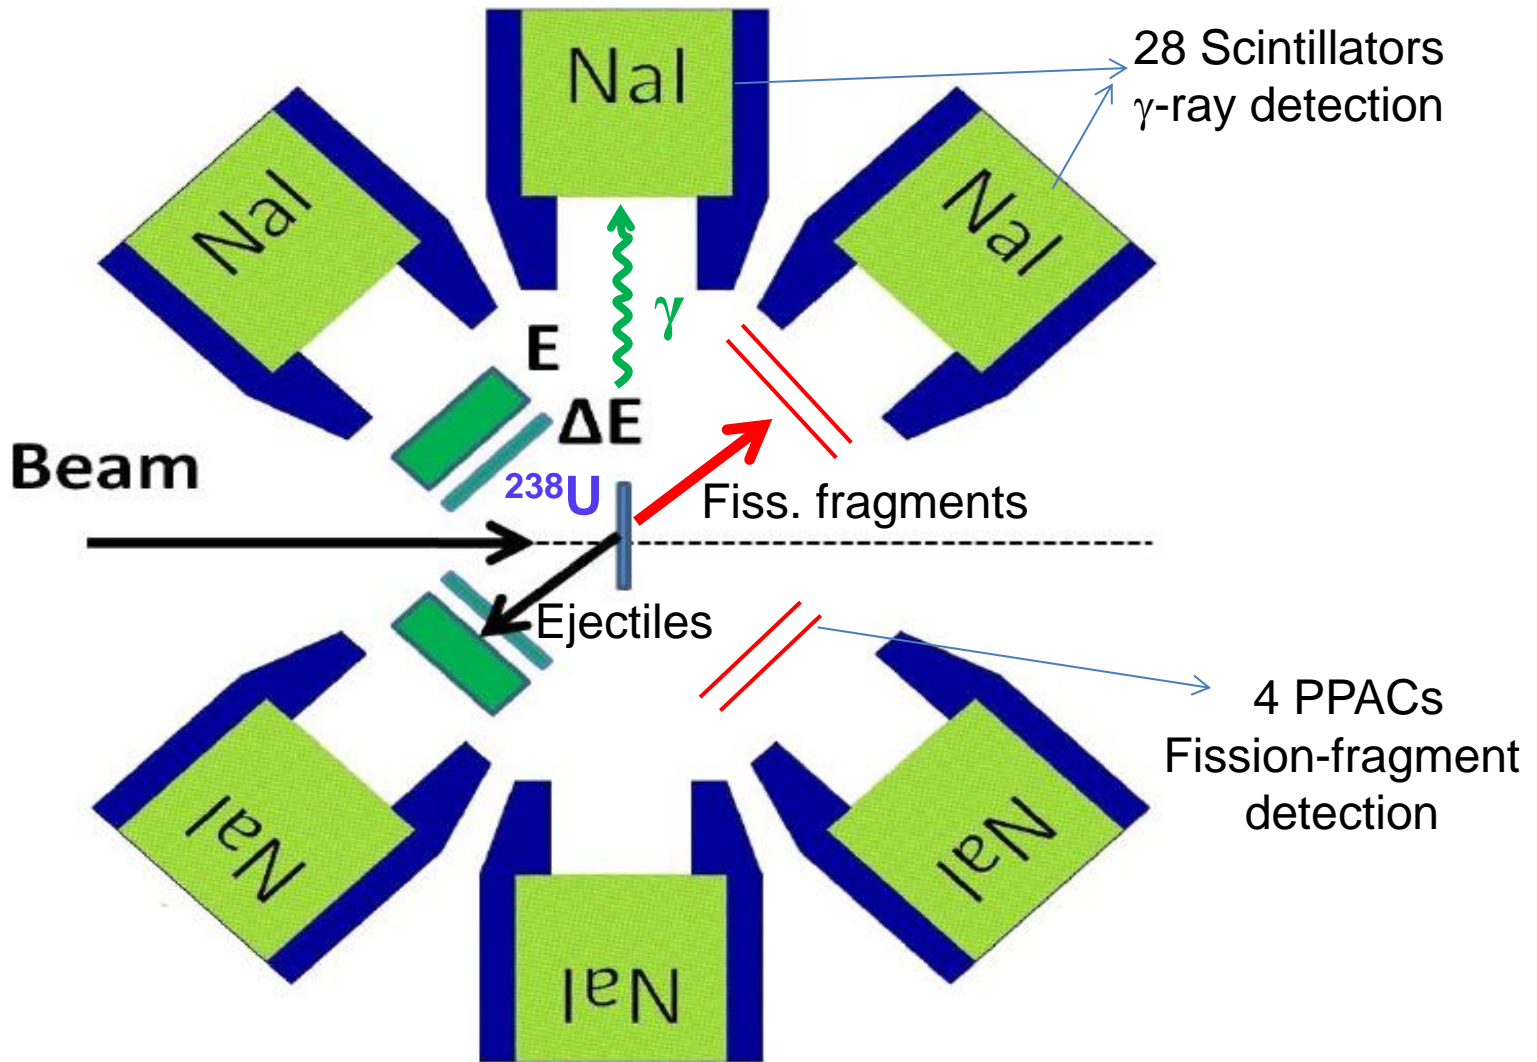 NaI
28 Scintillators
γ-ray detection
NaI
NaI
γ
E
ΔE
Beam
²³⁸U
Fiss. fragments
Ejectiles
4 PPACs
Fission-fragment
detection
NaI
NaI
NaI